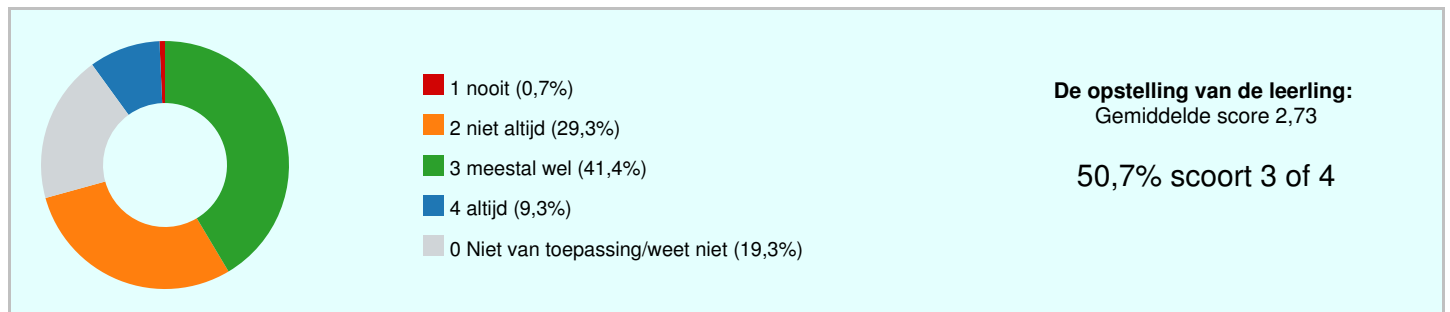 1 nooit (0,7%)
2 niet altijd (29,3%)
3 meestal wel (41,4%)
4 altijd (9,3%)
0 Niet van toepassing/weet niet (19,3%)
De opstelling van de leerling:
Gemiddelde score 2,73
50,7% scoort 3 of 4